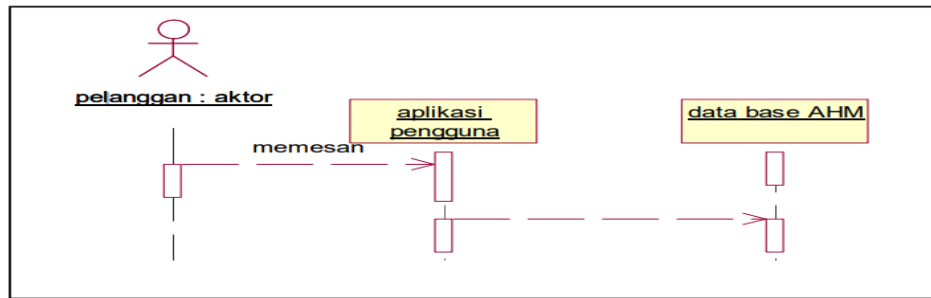 pelanggan : aktor
aplikasi
pengguna
data base AHM
memesan